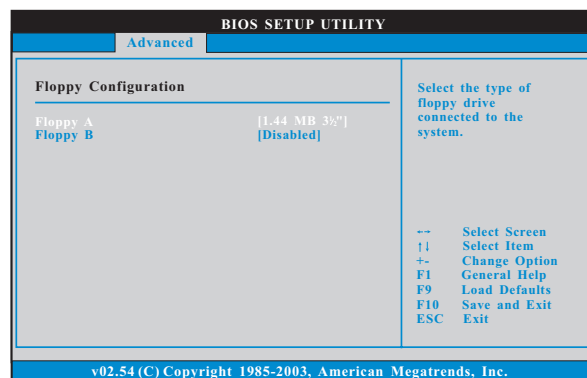 BIOS SETUP UTILITY
Advanced
Floppy Configuration
Floppy A [1.44 MB 3½"]
Floppy B [Disabled]
Select the type of
floppy drive
connected to the
system.
←→ Select Screen
↑↓ Select Item
+- Change Option
F1 General Help
F9 Load Defaults
F10 Save and Exit
ESC Exit
v02.54 (C) Copyright 1985-2003, American Megatrends, Inc.